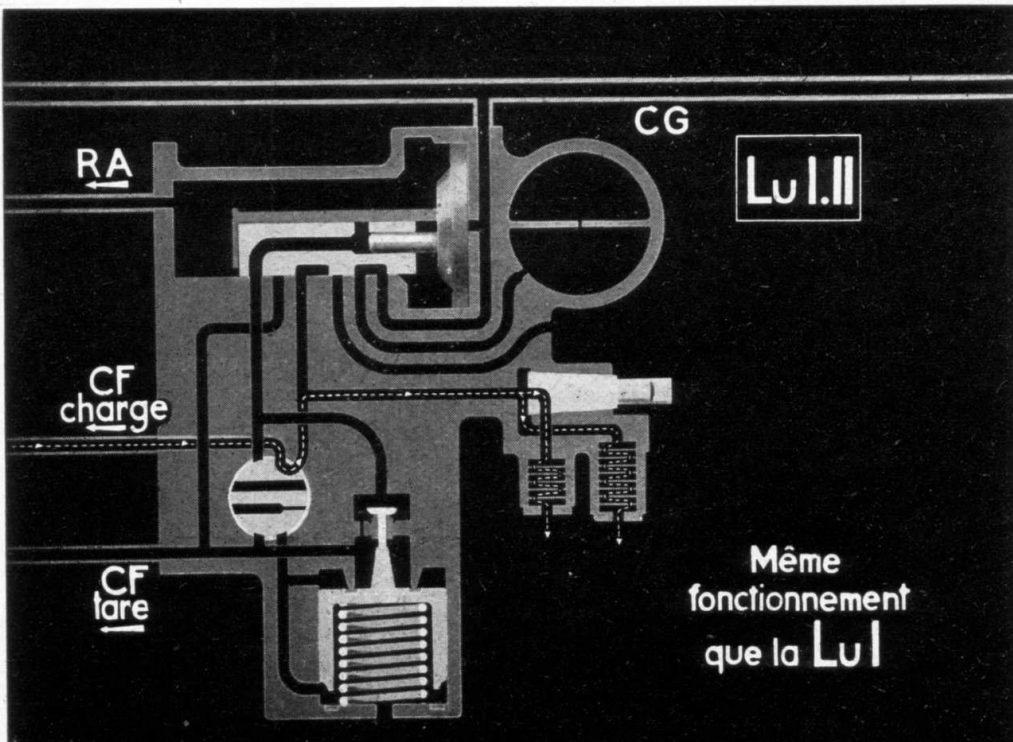 CG
RA
Lu I.II
CF
charge
CF
tare
Même
fonctionnement
que la Lu I